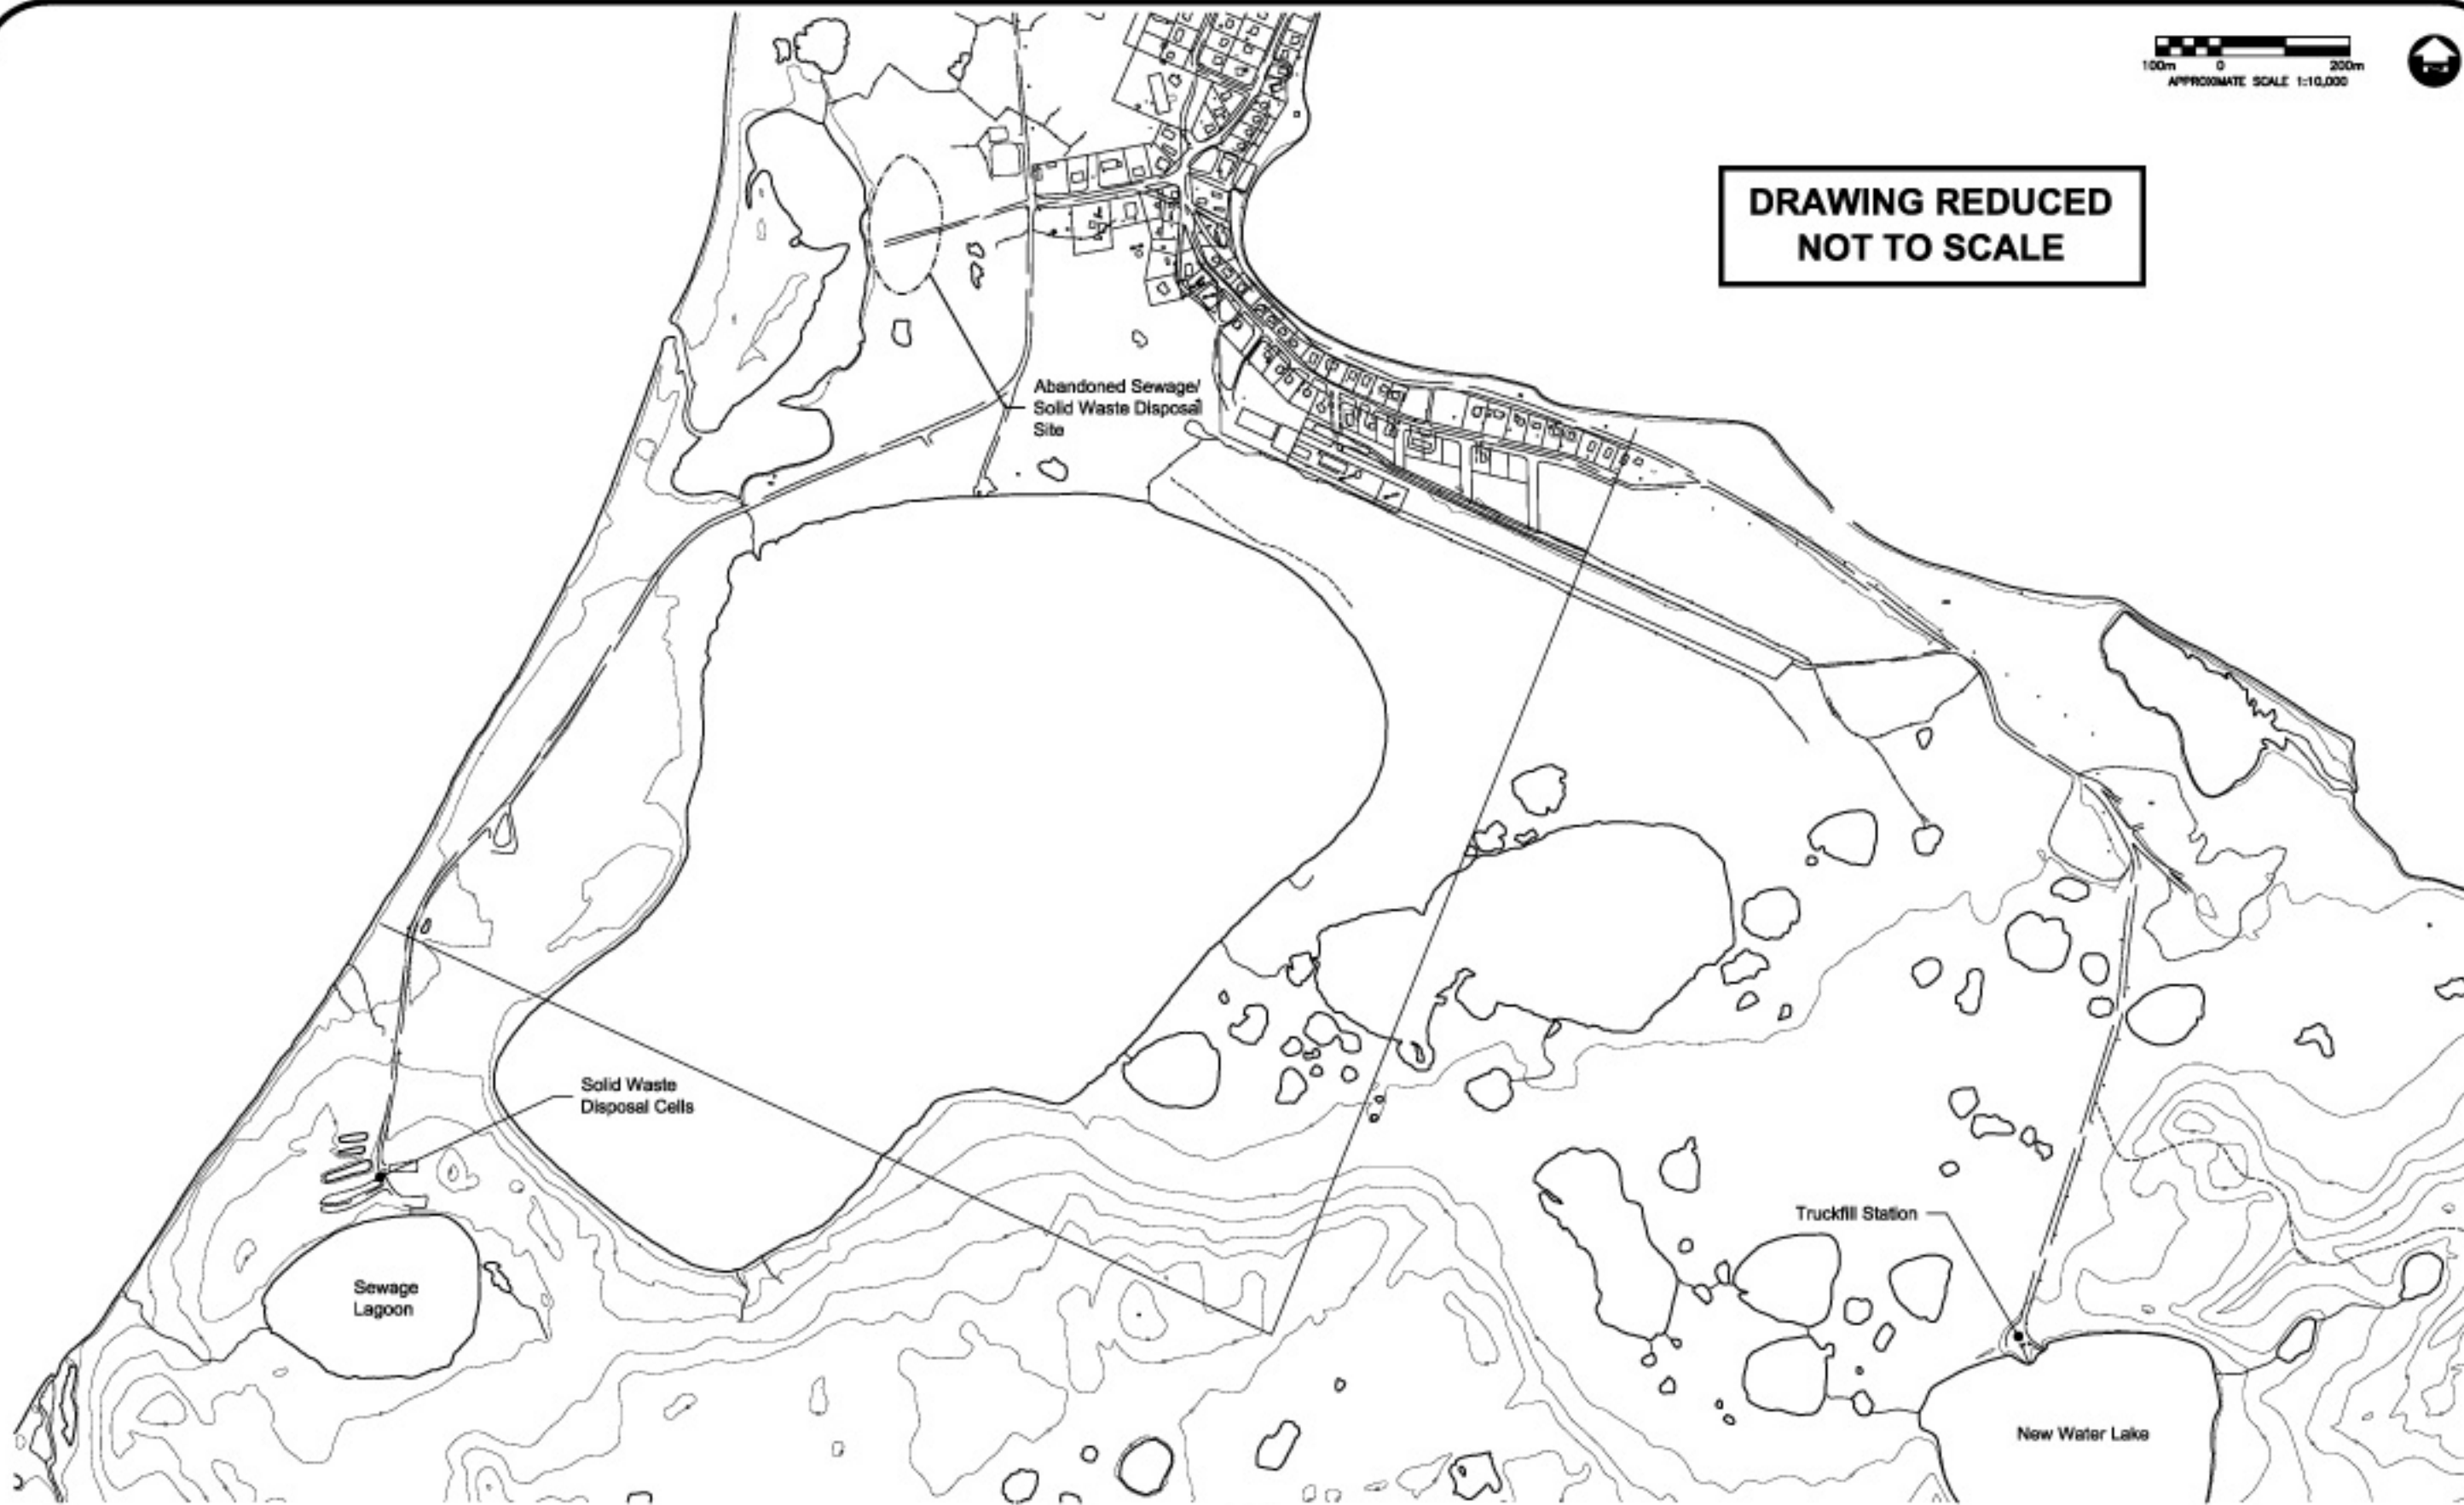 100m 0 200m
APPROXIMATE SCALE 1:10,000
DRAWING REDUCED
NOT TO SCALE
Abandoned Sewage/
Solid Waste Disposal
Site
Solid Waste
Disposal Cells
Truckfill Station
Sewage
Lagoon
New Water Lake